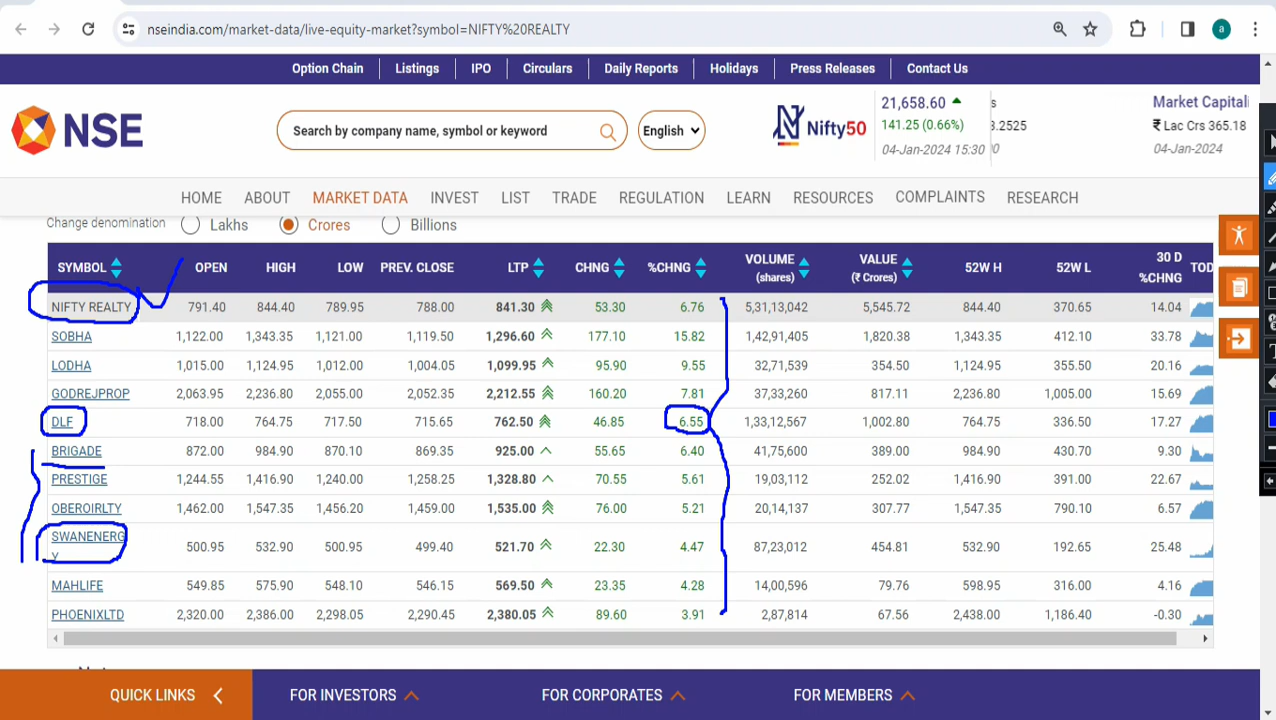 nseindia.com/market-data/live-equity-market?symbol=NIFTY%20REALTY
a
Option Chain Listings IPO Circulars Daily Reports Holidays Press Releases Contact Us
NSE
Search by company name, symbol or keyword
English
Nifty50
21,658.60
141.25 (0.66%)
04-Jan-2024 15:30
s
3.2525
Market Capital
₹ Lac Crs 365.18
04-Jan-2024
HOME ABOUT MARKET DATA INVEST LIST TRADE REGULATION LEARN RESOURCES COMPLAINTS RESEARCH
Change denomination Lakhs Crores Billions
SYMBOL OPEN HIGH LOW PREV. CLOSE LTP CHNG %CHNG VOLUME (shares) VALUE (₹ Crores) 52W H 52W L 30 D %CHNG TOD
NIFTY REALTY 791.40 844.40 789.95 788.00 841.30 53.30 6.76 5,31,13,042 5,545.72 844.40 370.65 14.04
SOBHA 1,122.00 1,343.35 1,121.00 1,119.50 1,296.60 177.10 15.82 1,42,91,405 1,820.38 1,343.35 412.10 33.78
LODHA 1,015.00 1,124.95 1,012.00 1,004.05 1,099.95 95.90 9.55 32,71,539 354.50 1,124.95 355.50 20.16
GODREJPROP 2,063.95 2,236.80 2,055.00 2,052.35 2,212.55 160.20 7.81 37,33,260 817.11 2,236.80 1,005.00 15.69
DLF 718.00 764.75 717.50 715.65 762.50 46.85 6.55 1,33,12,567 1,002.80 764.75 336.50 17.27
BRIGADE 872.00 984.90 870.10 869.35 925.00 55.65 6.40 41,75,600 389.00 984.90 430.70 9.30
PRESTIGE 1,244.55 1,416.90 1,240.00 1,258.25 1,328.80 70.55 5.61 19,03,112 252.02 1,416.90 391.00 22.67
OBEROIRLTY 1,462.00 1,547.35 1,456.20 1,459.00 1,535.00 76.00 5.21 20,14,137 307.77 1,547.35 790.10 6.57
SWANENERG
Y 500.95 532.90 500.95 499.40 521.70 22.30 4.47 87,23,012 454.81 532.90 192.65 25.48
MAHLIFE 549.85 575.90 548.10 546.15 569.50 23.35 4.28 14,00,596 79.76 598.95 316.00 4.16
PHOENIXLTD 2,320.00 2,386.00 2,298.05 2,290.45 2,380.05 89.60 3.91 2,87,814 67.56 2,438.00 1,186.40 -0.30
QUICK LINKS FOR INVESTORS FOR CORPORATES FOR MEMBERS